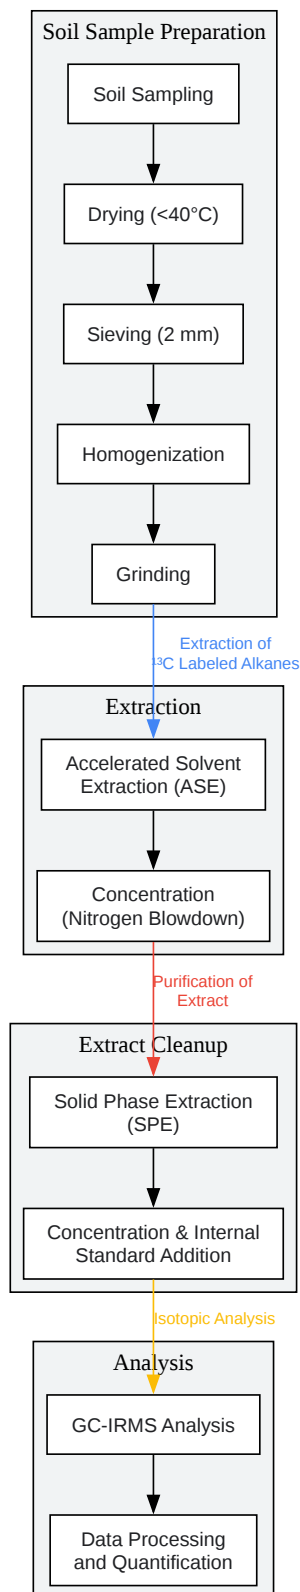 Soil Sample Preparation
Soil Sampling
Drying (<40°C)
Sieving (2 mm)
Homogenization
Grinding
Extraction of
¹³C Labeled Alkanes
Extraction
Accelerated Solvent
Extraction (ASE)
Concentration
(Nitrogen Blowdown)
Purification of
Extract
Extract Cleanup
Solid Phase Extraction
(SPE)
Concentration & Internal
Standard Addition
Isotopic Analysis
Analysis
GC-IRMS Analysis
Data Processing
and Quantification